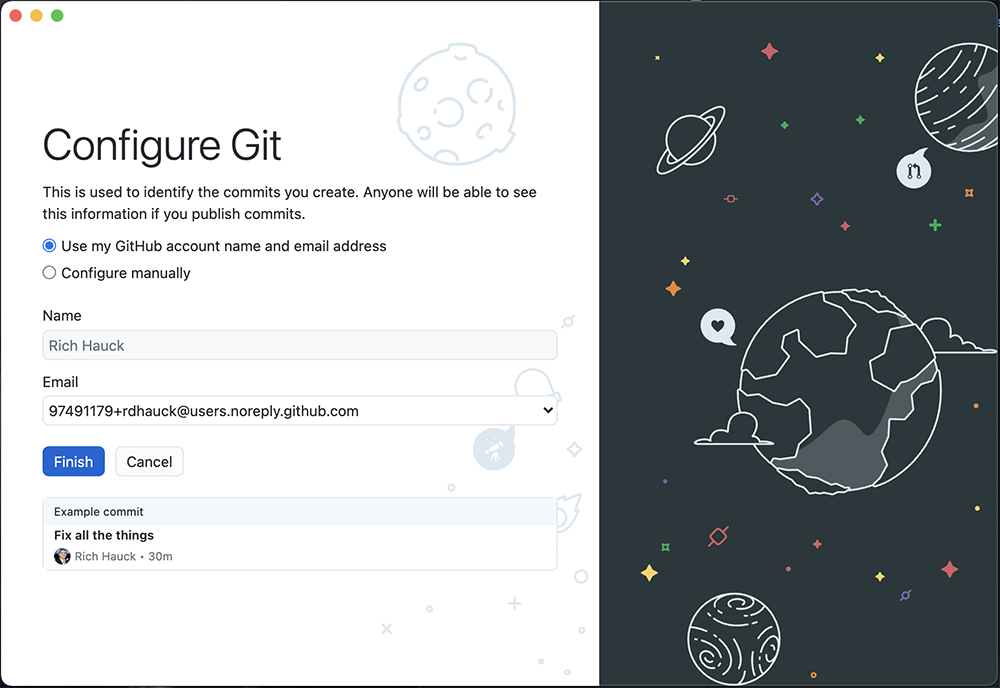 Configure Git
This is used to identify the commits you create. Anyone will be able to see
this information if you publish commits.
Use my GitHub account name and email address
Configure manually
Name
Rich Hauck
Email
97491179+rdhauck@users.noreply.github.com
Finish
Cancel
Example commit
Fix all the things
Rich Hauck • 30m